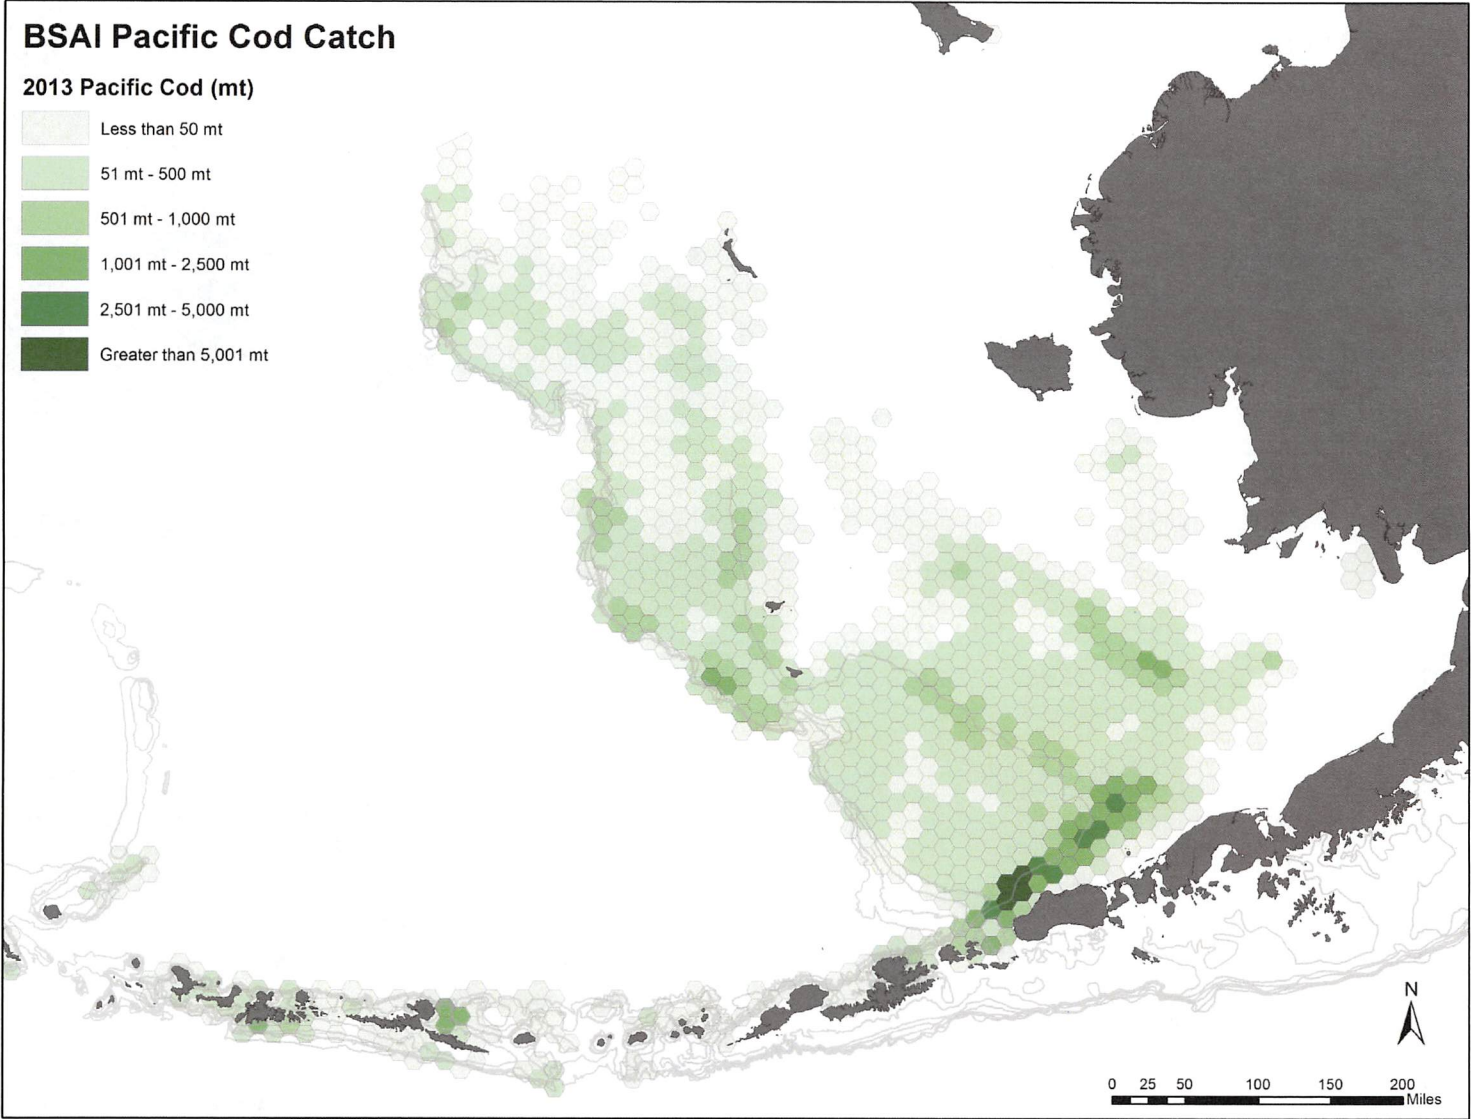 BSAI Pacific Cod Catch
2013 Pacific Cod (mt)
Less than 50 mt
51 mt - 500 mt
501 mt - 1,000 mt
1,001 mt - 2,500 mt
2,501 mt - 5,000 mt
Greater than 5,001 mt
N
0 25 50 100 150 200
Miles